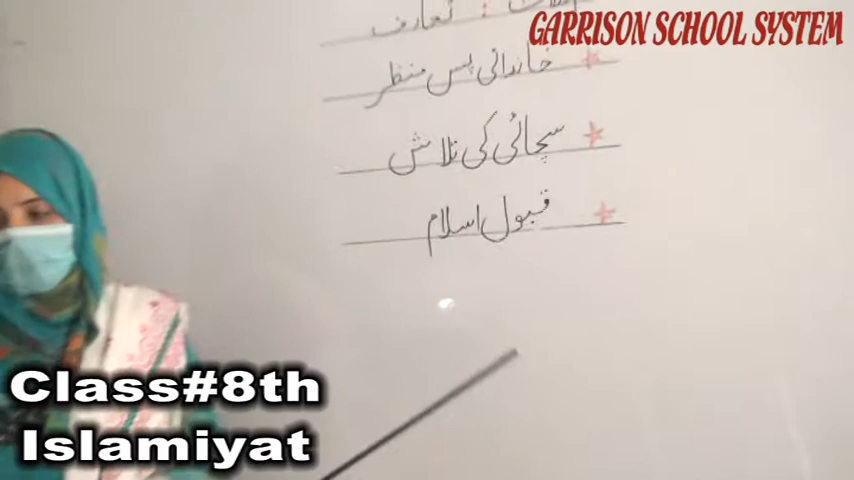 GARRISON SCHOOL SYSTEM
: تعارف
خاندانی پس منظر
سچائی کی تلاش
قبول اسلام
Class#8th
Islamiyat